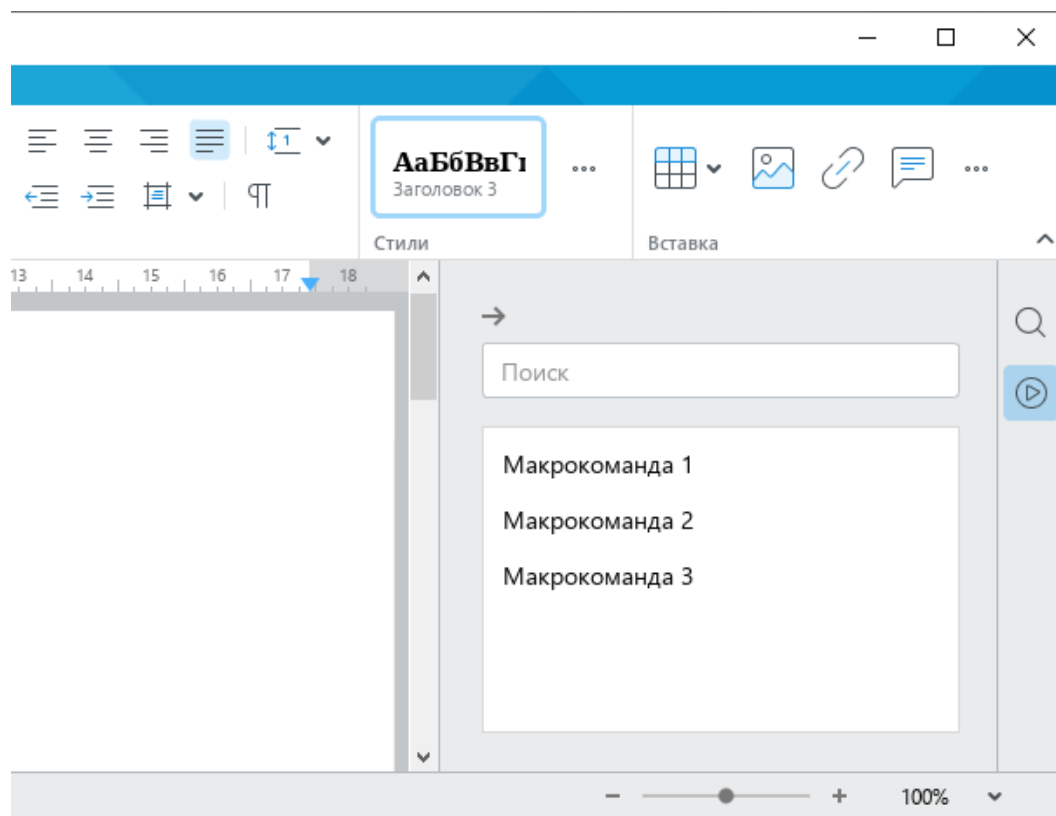 1
АаБбВвГг
Заголовок 3
Стили
Вставка
13 14 15 16 17 18
Поиск
Макрокоманда 1
Макрокоманда 2
Макрокоманда 3
100%